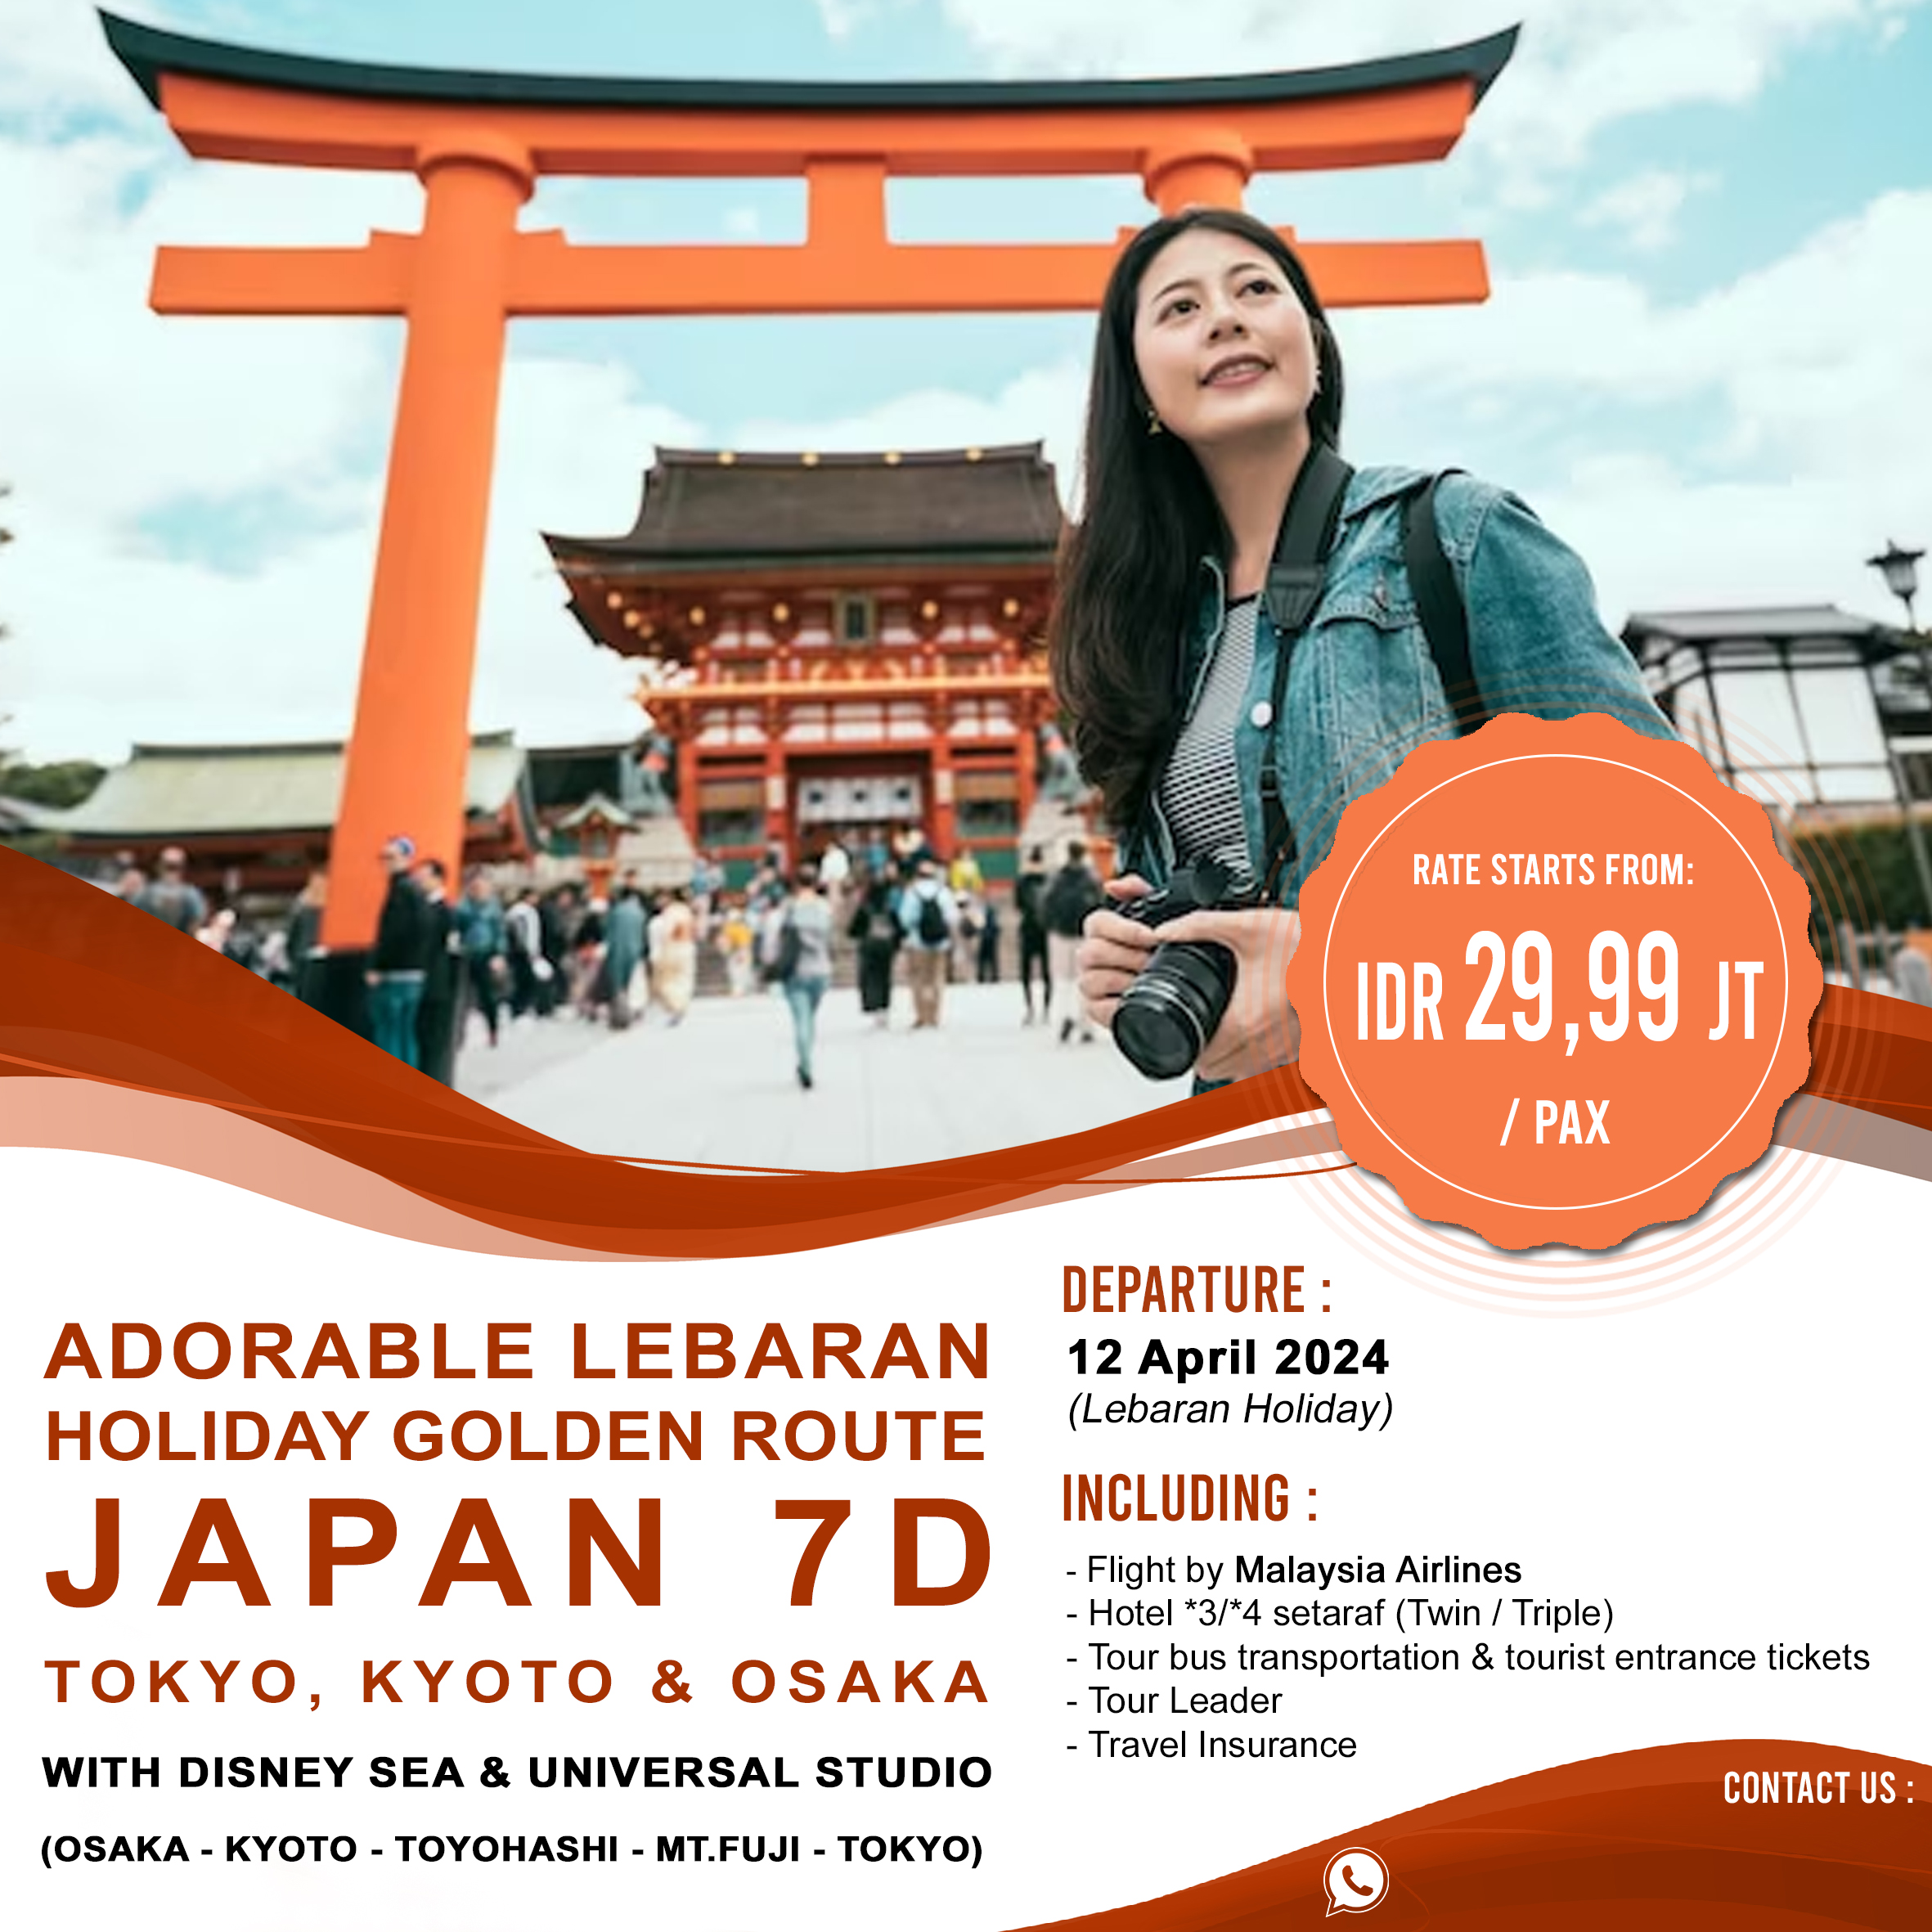 RATE STARTS FROM:
IDR 29,99 JT
/ PAX
ADORABLE LEBARAN
HOLIDAY GOLDEN ROUTE
JAPAN 7D
TOKYO, KYOTO & OSAKA
WITH DISNEY SEA & UNIVERSAL STUDIO
(OSAKA - KYOTO - TOYOHASHI - MT.FUJI - TOKYO)
DEPARTURE :
12 April 2024
(Lebaran Holiday)
INCLUDING :
- Flight by Malaysia Airlines
- Hotel *3/*4 setaraf (Twin / Triple)
- Tour bus transportation & tourist entrance tickets
- Tour Leader
- Travel Insurance
CONTACT US :